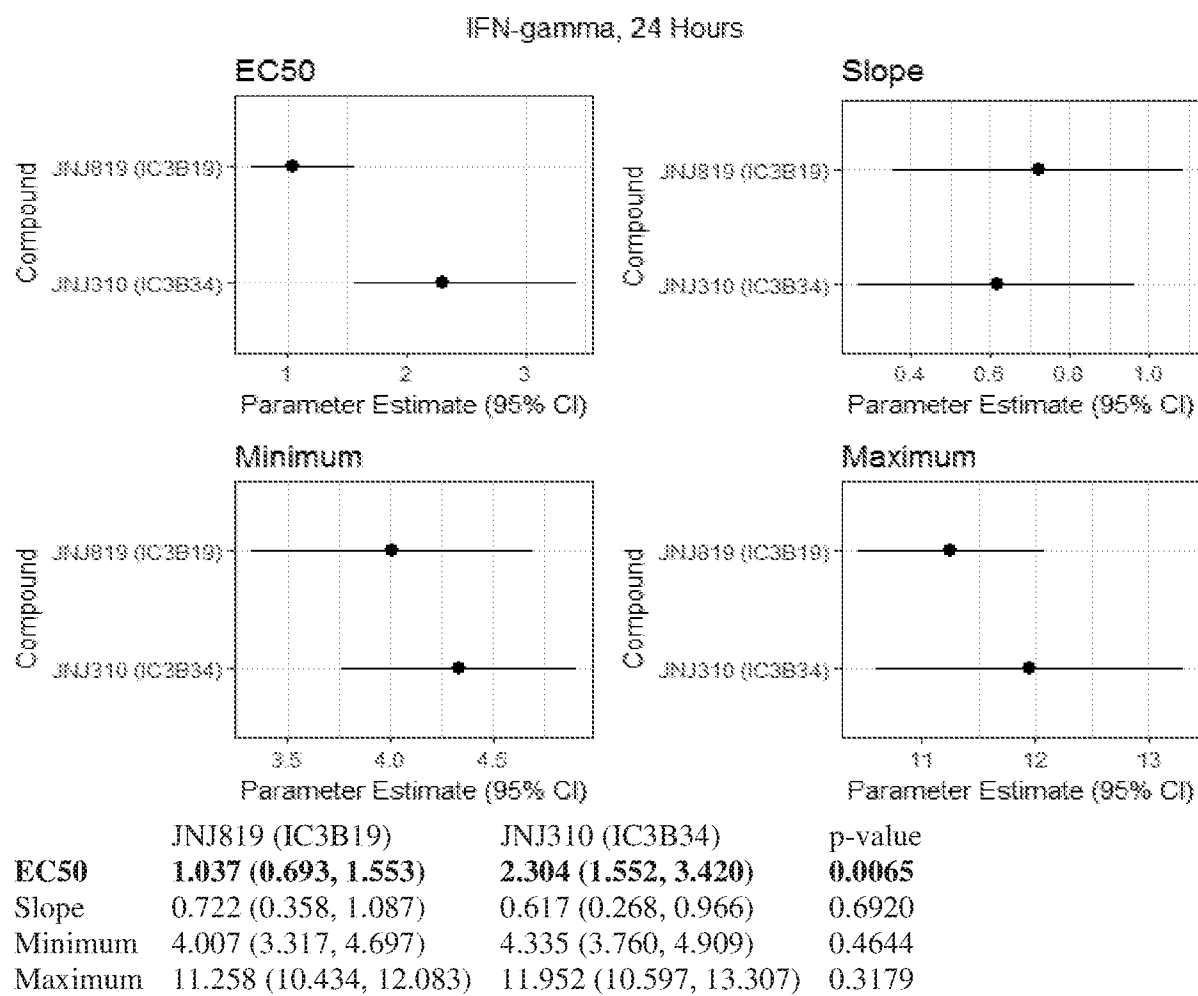 IFN-gamma, 24 Hours
EC50
Compound
JNJ819 (IC3B19)
JNJ310 (IC3B34)
1 2 3
Parameter Estimate (95% CI)
Slope
Compound
JNJ819 (IC3B19)
JNJ310 (IC3B34)
0.4 0.6 0.8 1.0
Parameter Estimate (95% CI)
Minimum
Compound
JNJ819 (IC3B19)
JNJ310 (IC3B34)
3.5 4.0 4.5
Parameter Estimate (95% CI)
Maximum
Compound
JNJ819 (IC3B19)
JNJ310 (IC3B34)
11 12 13
Parameter Estimate (95% CI)
JNJ819 (IC3B19) JNJ310 (IC3B34) p-value
EC50 1.037 (0.693, 1.553) 2.304 (1.552, 3.420) 0.0065
Slope 0.722 (0.358, 1.087) 0.617 (0.268, 0.966) 0.6920
Minimum 4.007 (3.317, 4.697) 4.335 (3.760, 4.909) 0.4644
Maximum 11.258 (10.434, 12.083) 11.952 (10.597, 13.307) 0.3179